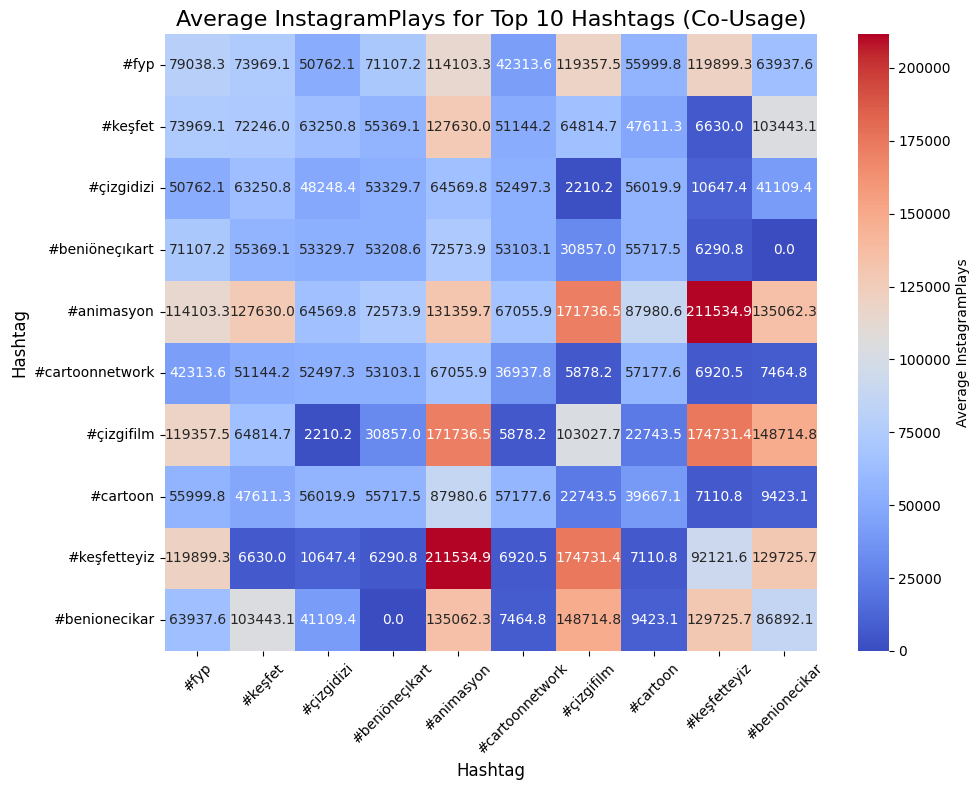 Average InstagramPlays for Top 10 Hashtags (Co-Usage)
#fyp 79038.3 73969.1 50762.1 71107.2 114103.3 42313.6 119357.5 55999.8 119899.3 63937.6
#keşfet 73969.1 72246.0 63250.8 55369.1 127630.0 51144.2 64814.7 47611.3 6630.0 103443.1
#çizgidizi 50762.1 63250.8 48248.4 53329.7 64569.8 52497.3 2210.2 56019.9 10647.4 41109.4
#beniöneçıkart 71107.2 55369.1 53329.7 53208.6 72573.9 53103.1 30857.0 55717.5 6290.8 0.0
#animasyon 114103.3 127630.0 64569.8 72573.9 131359.7 67055.9 171736.5 87980.6 211534.9 135062.3
#cartoonnetwork 42313.6 51144.2 52497.3 53103.1 67055.9 36937.8 5878.2 57177.6 6920.5 7464.8
#çizgifilm 119357.5 64814.7 2210.2 30857.0 171736.5 5878.2 103027.7 22743.5 174731.4 148714.8
#cartoon 55999.8 47611.3 56019.9 55717.5 87980.6 57177.6 22743.5 39667.1 7110.8 9423.1
#keşfetteyiz 119899.3 6630.0 10647.4 6290.8 211534.9 6920.5 174731.4 7110.8 92121.6 129725.7
#benionecikar 63937.6 103443.1 41109.4 0.0 135062.3 7464.8 148714.8 9423.1 129725.7 86892.1
#fyp #keşfet #çizgidizi #beniöneçıkart #animasyon #cartoonnetwork #çizgifilm #cartoon #keşfetteyiz #benionecikar
Hashtag
Hashtag
200000
175000
150000
125000
100000
75000
50000
25000
0
Average InstagramPlays